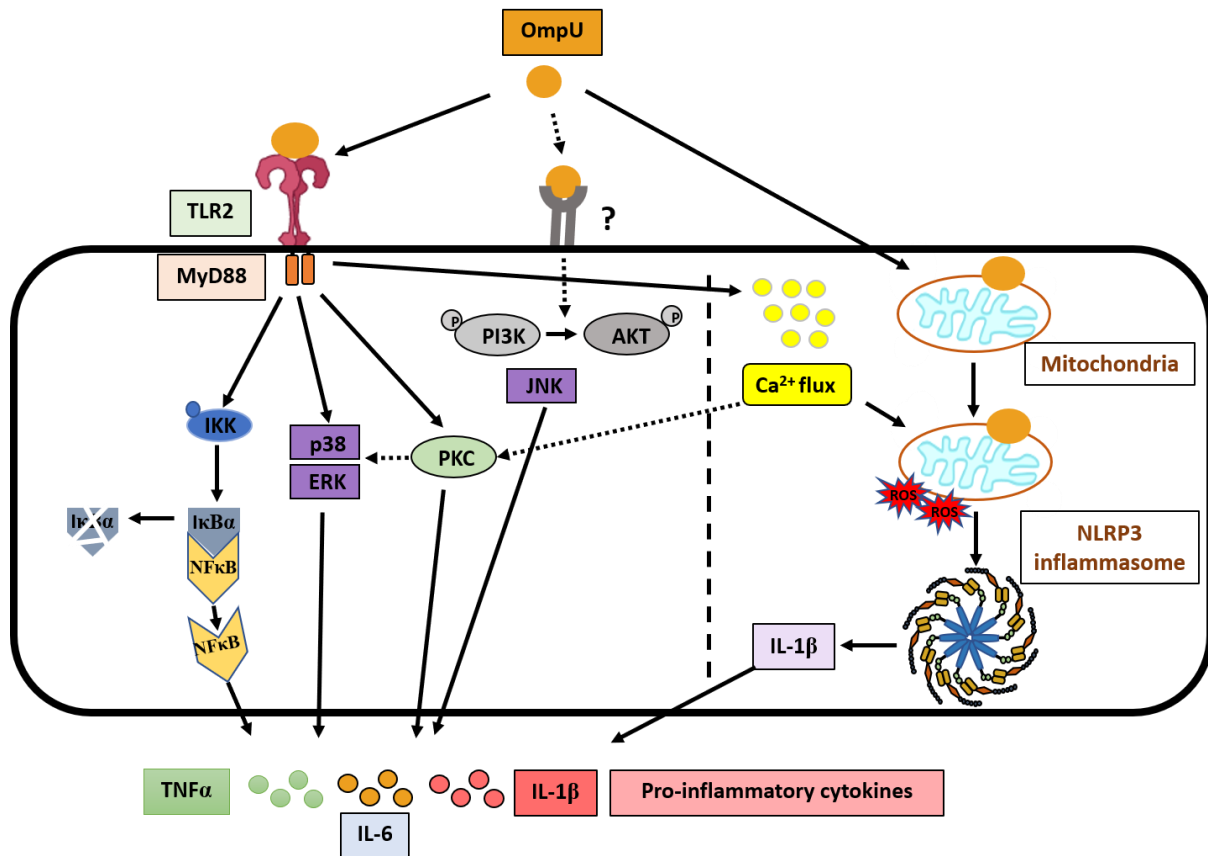 OmpU
TLR2
?
MyD88
P
PI3K
AKT
P
JNK
Ca2+ flux
Mitochondria
IKK
p38
ERK
PKC
ROS
ROS
IκBα
IκBα
NFκB
NFκB
NLRP3
inflammasome
IL-1β
TNFα
IL-6
IL-1β
Pro-inflammatory cytokines